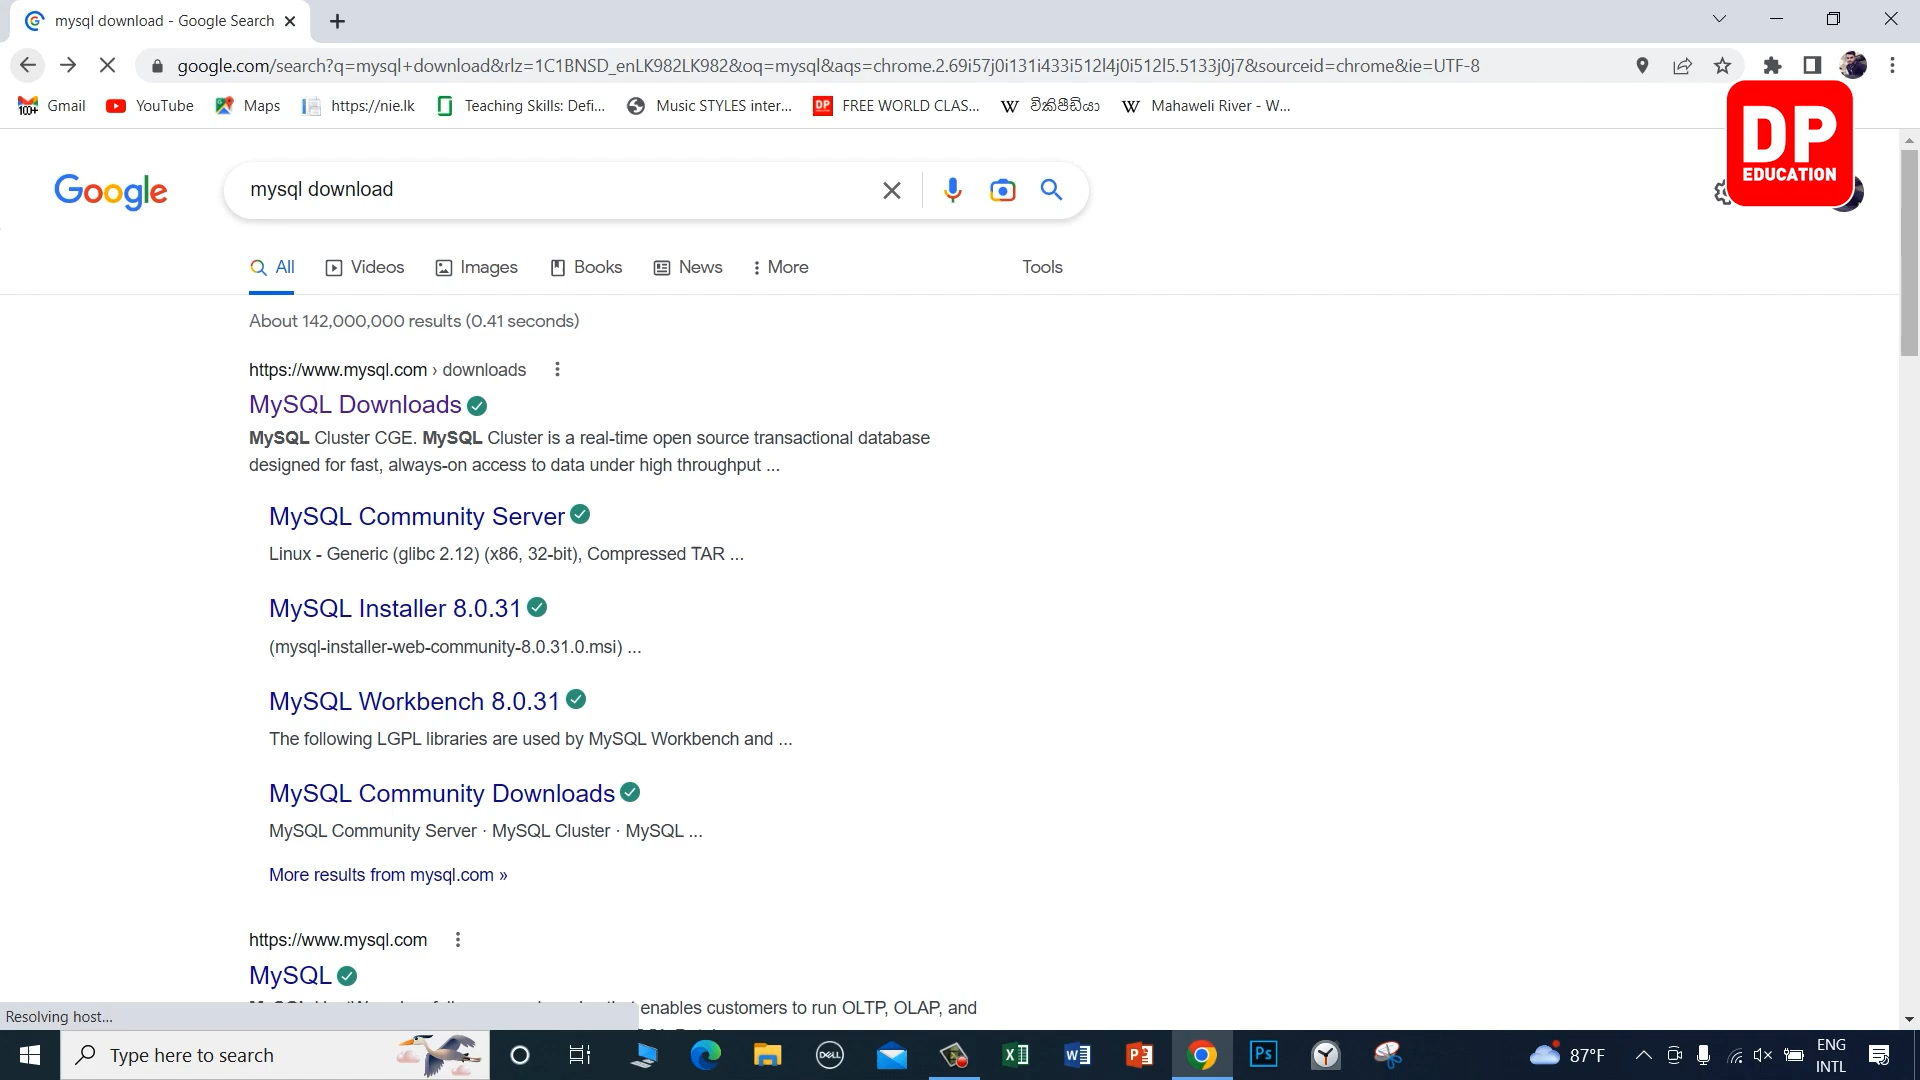 mysql download - Google Search
google.com/search?q=mysql+download&rlz=1C1BNSD_enLK982LK982&oq=mysql&aqs=chrome.2.69i57j0i131i433i512l4j0i512l5.5133j0j7&sourceid=chrome&ie=UTF-8
Gmail YouTube Maps https://nie.lk Teaching Skills: Defi... Music STYLES inter... DP FREE WORLD CLAS... W විකිපීඩියා W Mahaweli River - W...
DP
EDUCATION
Google
mysql download
All Videos Images Books News More Tools
About 142,000,000 results (0.41 seconds)
https://www.mysql.com › downloads
MySQL Downloads
MySQL Cluster CGE. MySQL Cluster is a real-time open source transactional database
designed for fast, always-on access to data under high throughput ...
MySQL Community Server
Linux - Generic (glibc 2.12) (x86, 32-bit), Compressed TAR ...
MySQL Installer 8.0.31
(mysql-installer-web-community-8.0.31.0.msi) ...
MySQL Workbench 8.0.31
The following LGPL libraries are used by MySQL Workbench and ...
MySQL Community Downloads
MySQL Community Server · MySQL Cluster · MySQL ...
More results from mysql.com »
https://www.mysql.com
MySQL
enables customers to run OLTP, OLAP, and
Resolving host...
Type here to search
DELL
Ps
87°F
ENG
INTL